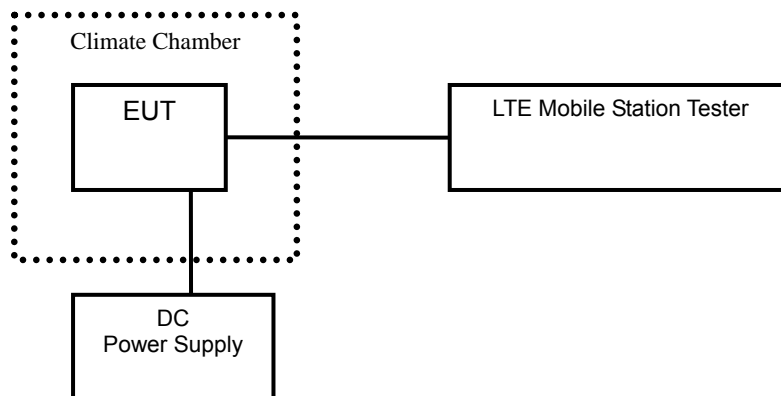 Climate Chamber
EUT
LTE Mobile Station Tester
DC
Power Supply